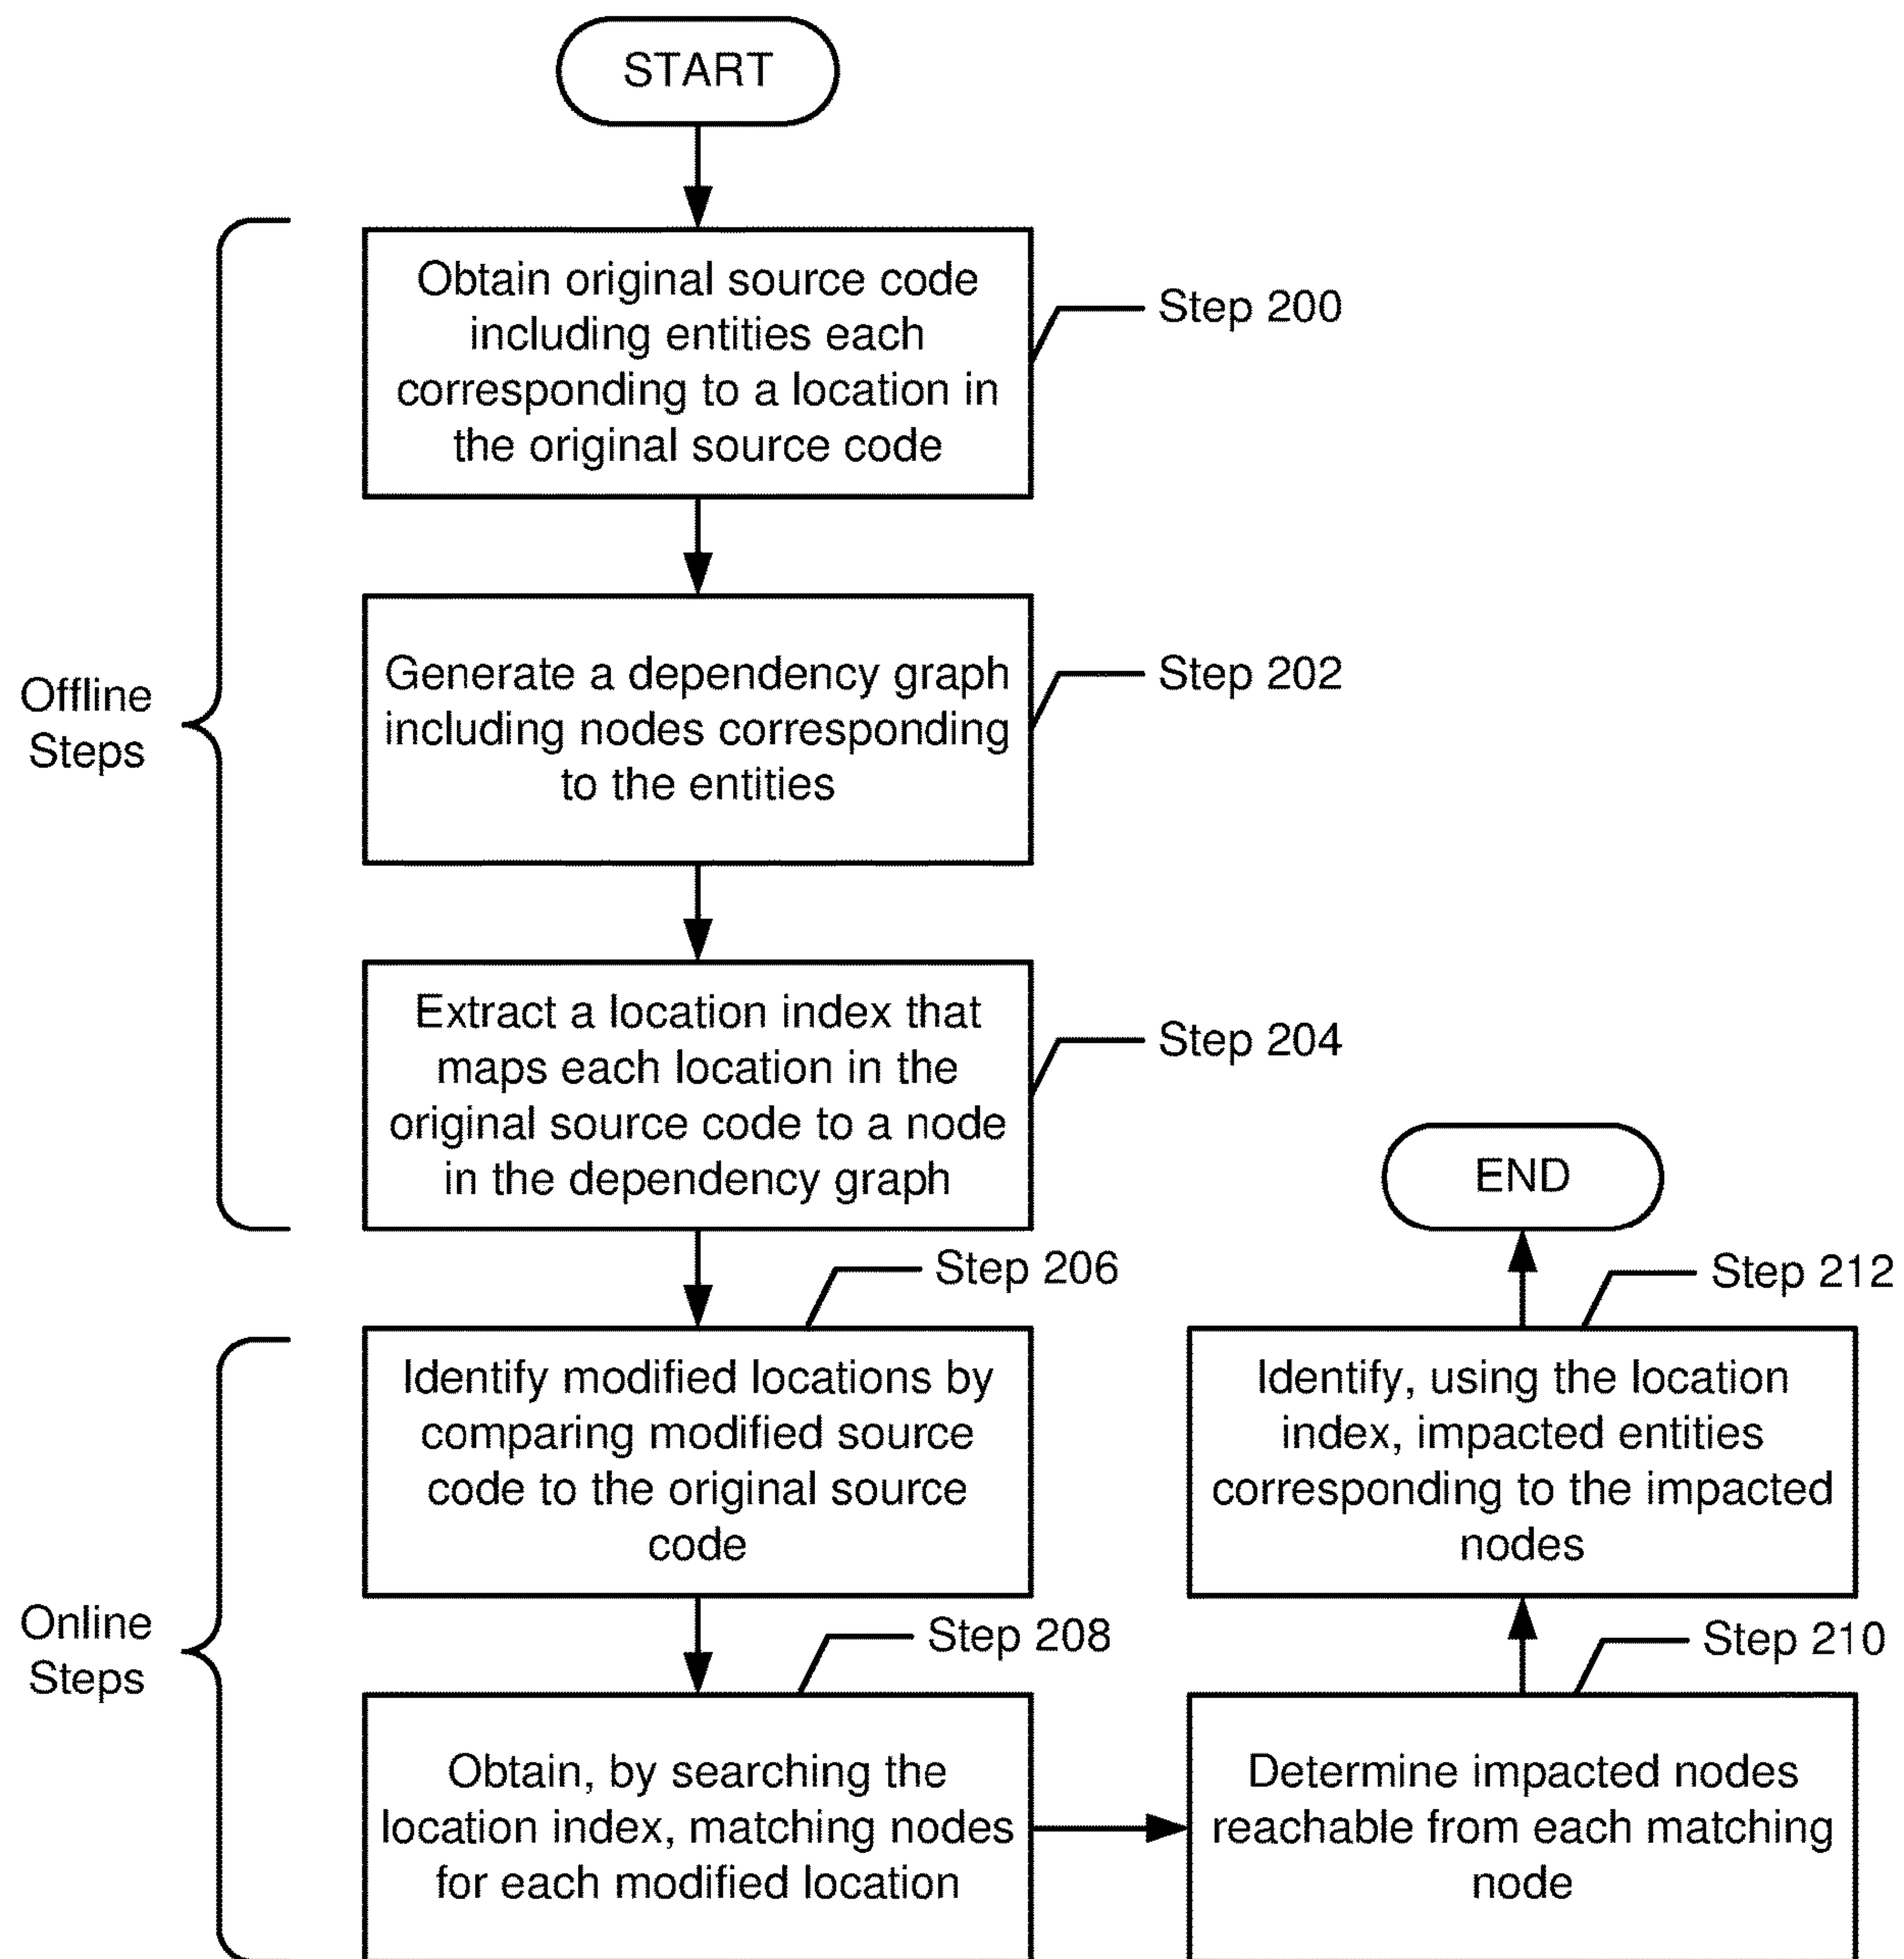 START
Obtain original source code
including entities each
corresponding to a location in
the original source code
Step 200
Offline
Steps
Generate a dependency graph
including nodes corresponding
to the entities
Step 202
Extract a location index that
maps each location in the
original source code to a node
in the dependency graph
Step 204
Step 206
Identify modified locations by
comparing modified source
code to the original source
code
Online
Steps
Step 208
Obtain, by searching the
location index, matching nodes
for each modified location
Step 210
Determine impacted nodes
reachable from each matching
node
Step 212
Identify, using the location
index, impacted entities
corresponding to the impacted
nodes
END